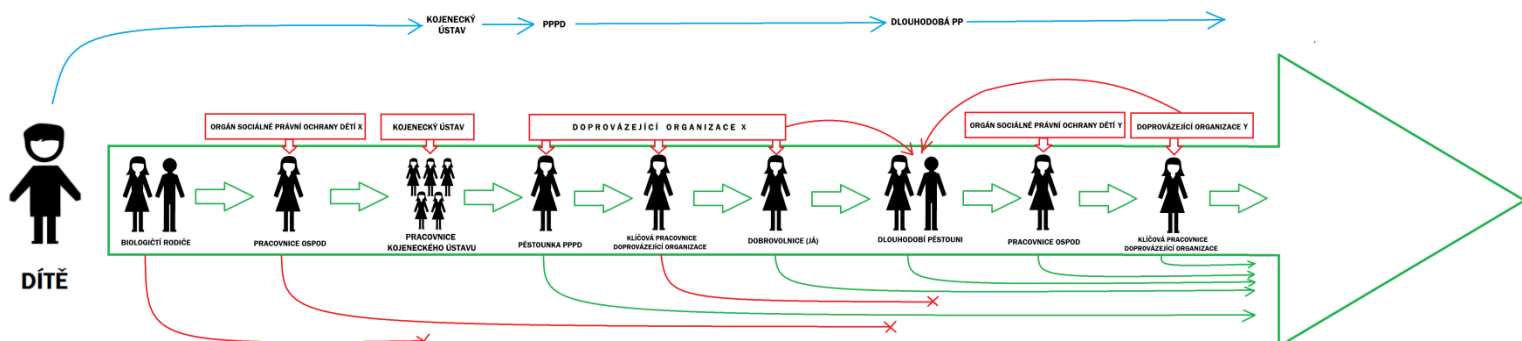 KOJENECKÝ
ÚSTAV
PPPD
DLOUHODOBÁ PP
ORGÁN SOCIÁLNĚ PRÁVNÍ OCHRANY DĚTÍ X
KOJENECKÝ ÚSTAV
DOPROVÁZEJÍCÍ ORGANIZACE X
ORGÁN SOCIÁLNĚ PRÁVNÍ OCHRANY DĚTÍ Y
DOPROVÁZEJÍCÍ ORGANIZACE Y
DÍTĚ
BIOLOGIČTÍ RODIČE
PRACOVNICE OSPOD
PRACOVNICE
KOJENECKÉHO ÚSTAVU
PĚSTOUNKA PPPD
KLÍČOVÁ PRACOVNICE
DOPROVÁZEJÍCÍ ORGANIZACE
DOBROVOLNICE (JÁ)
DLOUHODOBÍ PĚSTOUNI
PRACOVNICE OSPOD
KLÍČOVÁ PRACOVNICE
DOPROVÁZEJÍCÍ ORGANIZACE